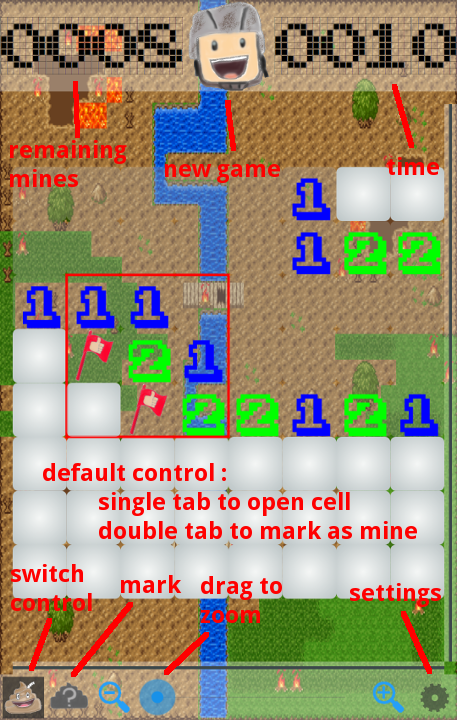 0008 0010
remaining
mines
new game
time
1
1 2 2
1 1 1
2 1
2 2 1 2 1
default control :
single tab to open cell
double tab to mark as mine
switch
control
mark
drag to
zoom
settings
?